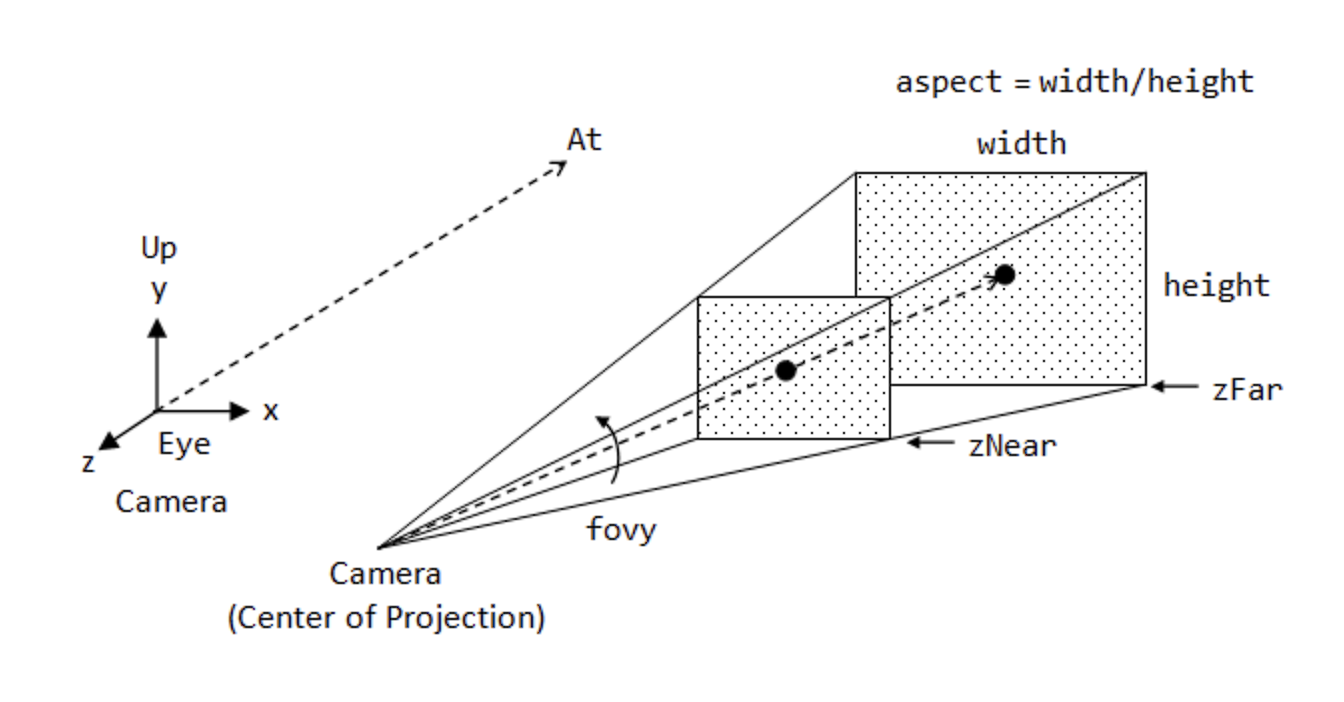 aspect = width/height
width
At
Up
y
height
zFar
x
Eye
z
zNear
Camera
fovy
Camera
(Center of Projection)